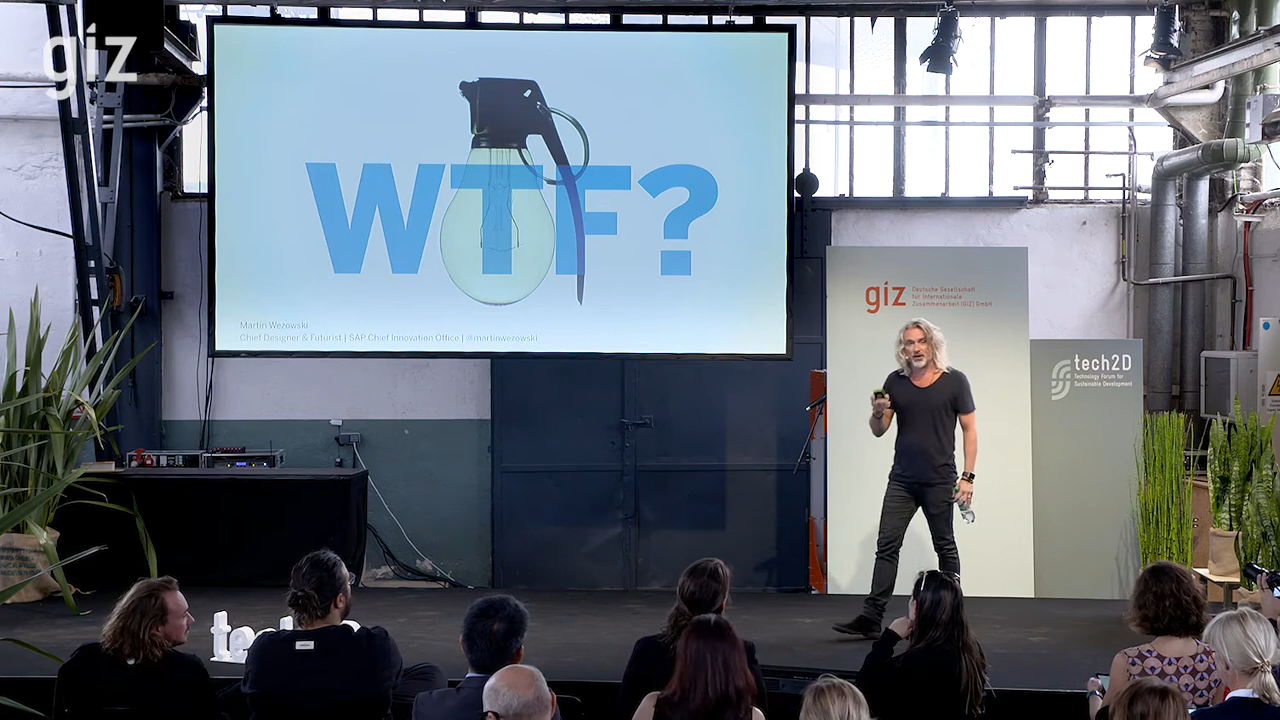 giz
WTF?
Martin Wezowski
Chief Designer & Futurist | SAP Chief Innovation Office | @martinwezowski
giz
Deutsche Gesellschaft
für Internationale
Zusammenarbeit (GIZ) GmbH
tech2D
Technology Forum for
Sustainable Development